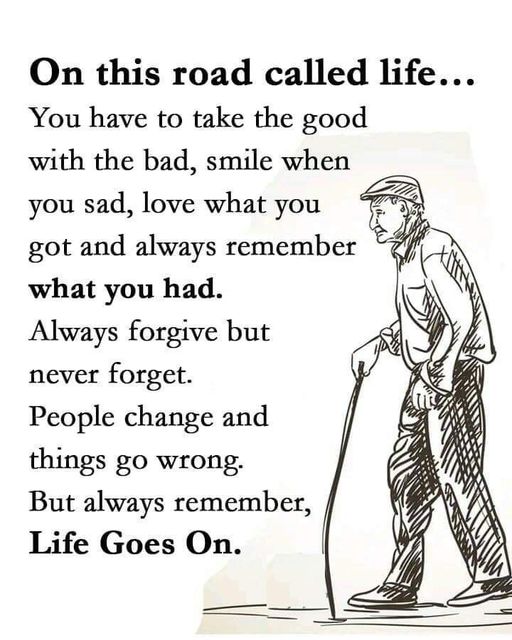 On this road called life...
You have to take the good
with the bad, smile when
you sad, love what you
got and always remember
what you had.
Always forgive but
never forget.
People change and
things go wrong.
But always remember,
Life Goes On.